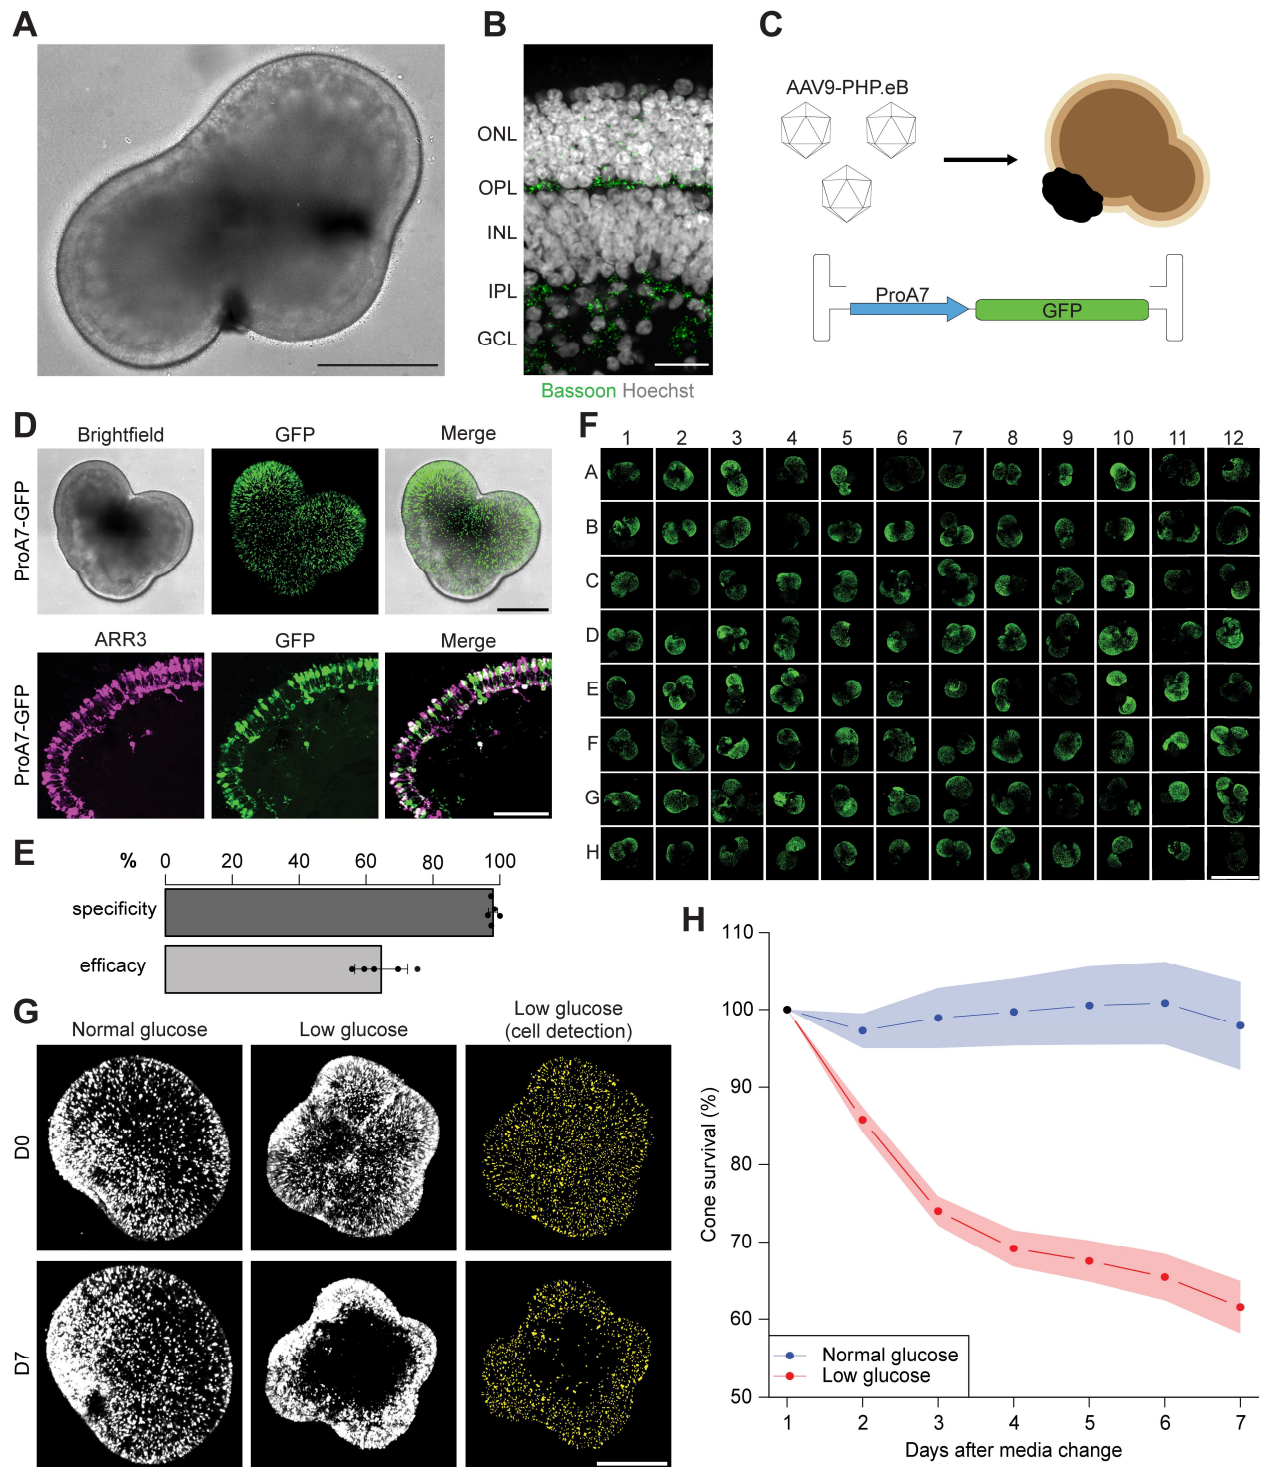 A
B
ONL
OPL
INL
IPL
GCL
Bassoon Hoechst
C
AAV9-PHP.eB
ProA7
GFP
D
Brightfield
GFP
Merge
ProA7-GFP
ARR3
GFP
Merge
ProA7-GFP
E
% 0 20 40 60 80 100
specificity
efficacy
F
1 2 3 4 5 6 7 8 9 10 11 12
A
B
C
D
E
F
G
H
G
Normal glucose
Low glucose
Low glucose
(cell detection)
D0
D7
H
110
100
90
80
70
60
50
Cone survival (%)
Normal glucose
Low glucose
1 2 3 4 5 6 7
Days after media change